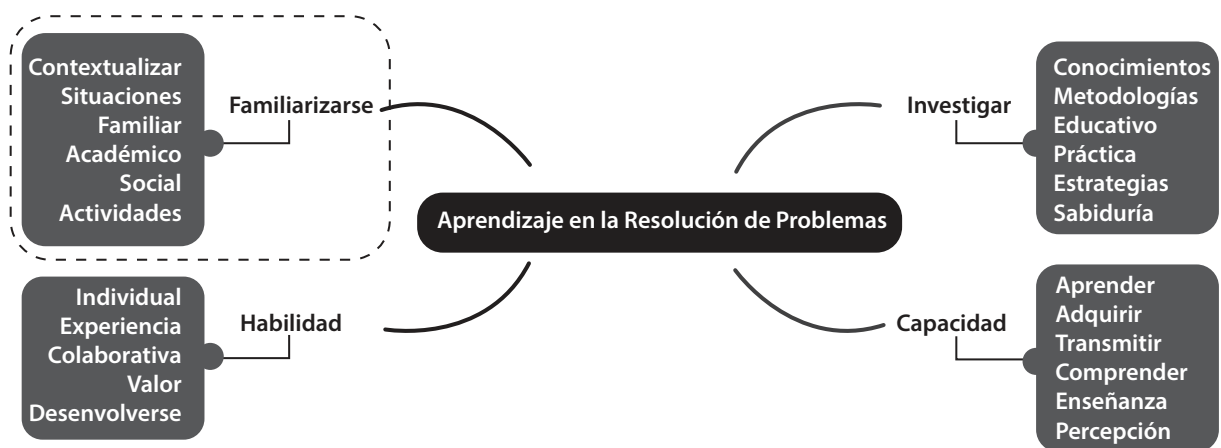 Contextualizar
Situaciones
Familiar
Académico
Social
Actividades
Familiarizarse
Investigar
Conocimientos
Metodologías
Educativo
Práctica
Estrategias
Sabiduría
Aprendizaje en la Resolución de Problemas
Individual
Experiencia
Colaborativa
Valor
Desenvolverse
Habilidad
Capacidad
Aprender
Adquirir
Transmitir
Comprender
Enseñanza
Percepción